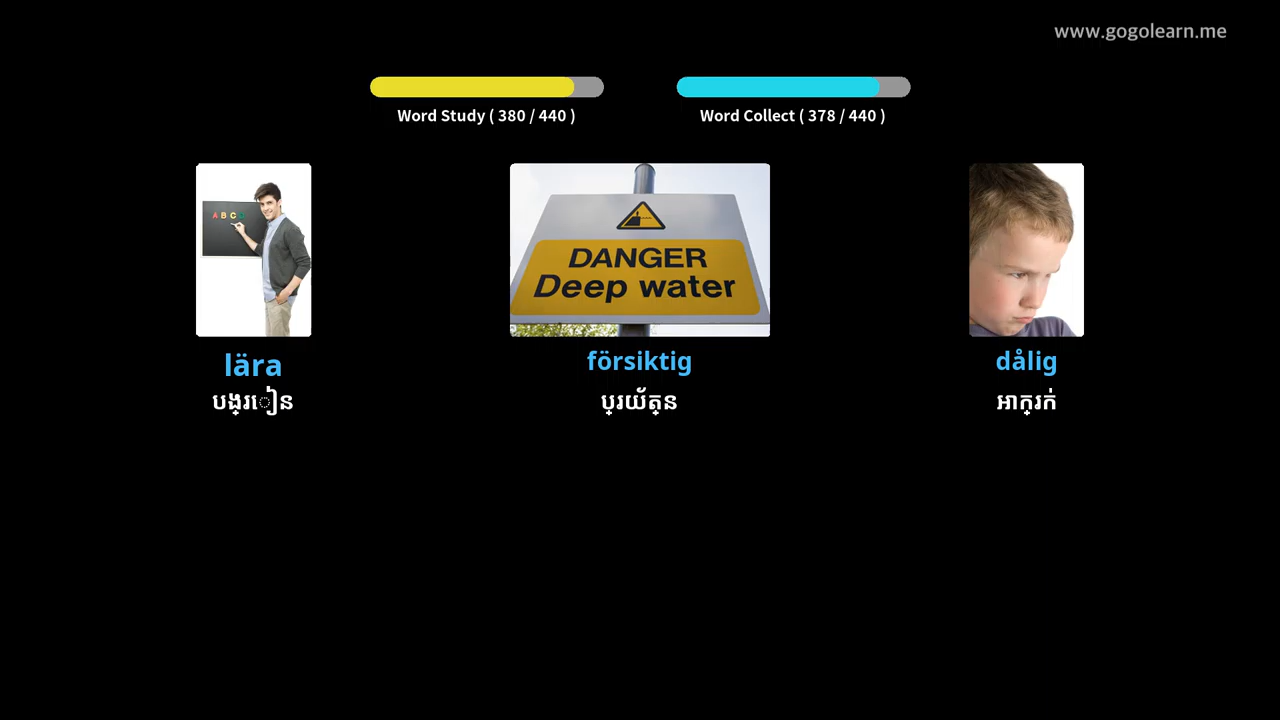 www.gogolearn.me
Word Study ( 380 / 440 )
Word Collect ( 378 / 440 )
A B C
DANGER
Deep water
lära
försiktig
dålig
បង្រៀន
ប្រយ័ត្ន
អាក្រក់